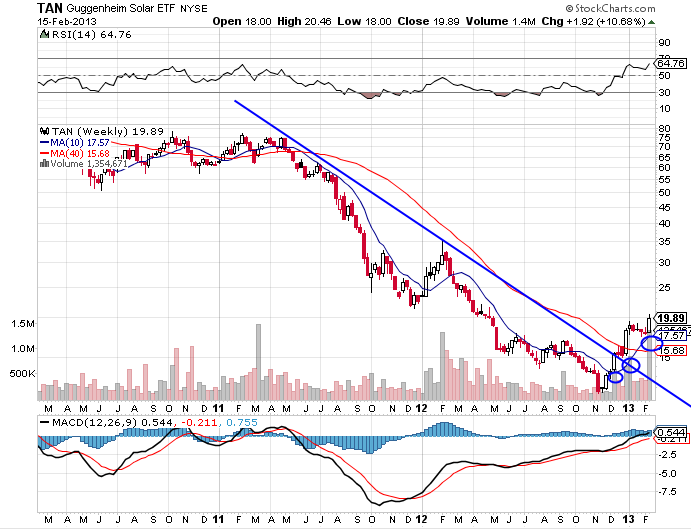 TAN Guggenheim Solar ETF NYSE © StockCharts.com
15-Feb-2013 Open 18.00 High 20.46 Low 18.00 Close 19.89 Volume 1.4M Chg +1.92 (+10.68%)
RSI(14) 64.76
90
70
64.76
50
30
10
TAN (Weekly) 19.89
MA(10) 17.57
MA(40) 15.68
Volume 1,354,671
80
75
70
65
60
55
50
45
40
35
30
25
19.89
17.57
15.68
15
1.5M
1.0M
500K
M A M J J A S O N D 11 F M A M J J A S O N D 12 F M A M J J A S O N D 13 F
MACD(12,26,9) 0.544, -0.211, 0.755
0.544
-0.211
-2.5
-5.0
-7.5
M A M J J A S O N D 11 F M A M J J A S O N D 12 F M A M J J A S O N D 13 F